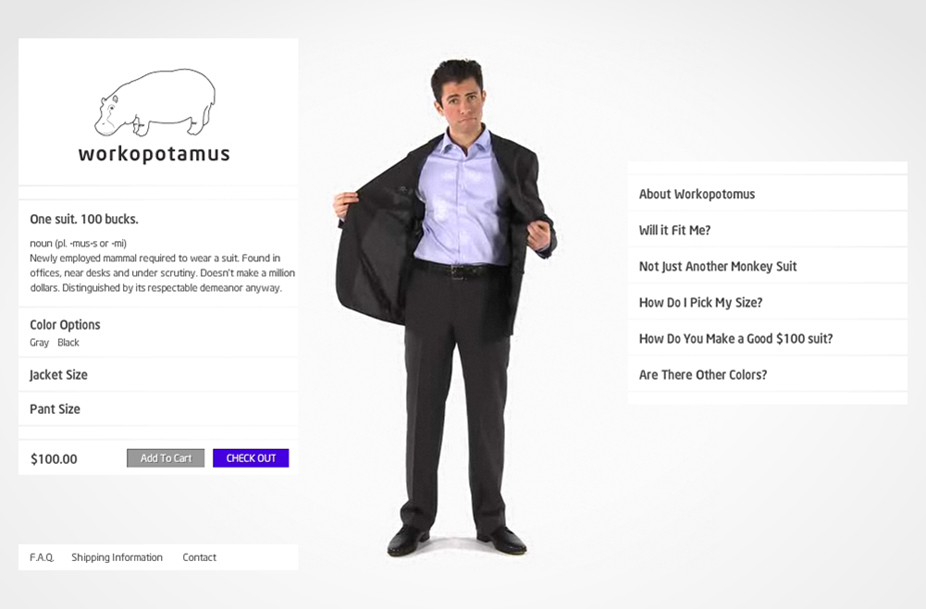 workopotamus
One suit. 100 bucks.
noun (pl. -mus·s or -mi)
Newly employed mammal required to wear a suit. Found in
offices, near desks and under scrutiny. Doesn't make a million
dollars. Distinguished by its respectable demeanor anyway.
Color Options
Gray Black
Jacket Size
Pant Size
$100.00 Add To Cart CHECK OUT
F.A.Q. Shipping Information Contact
About Workopotomus
Will it Fit Me?
Not Just Another Monkey Suit
How Do I Pick My Size?
How Do You Make a Good $100 suit?
Are There Other Colors?